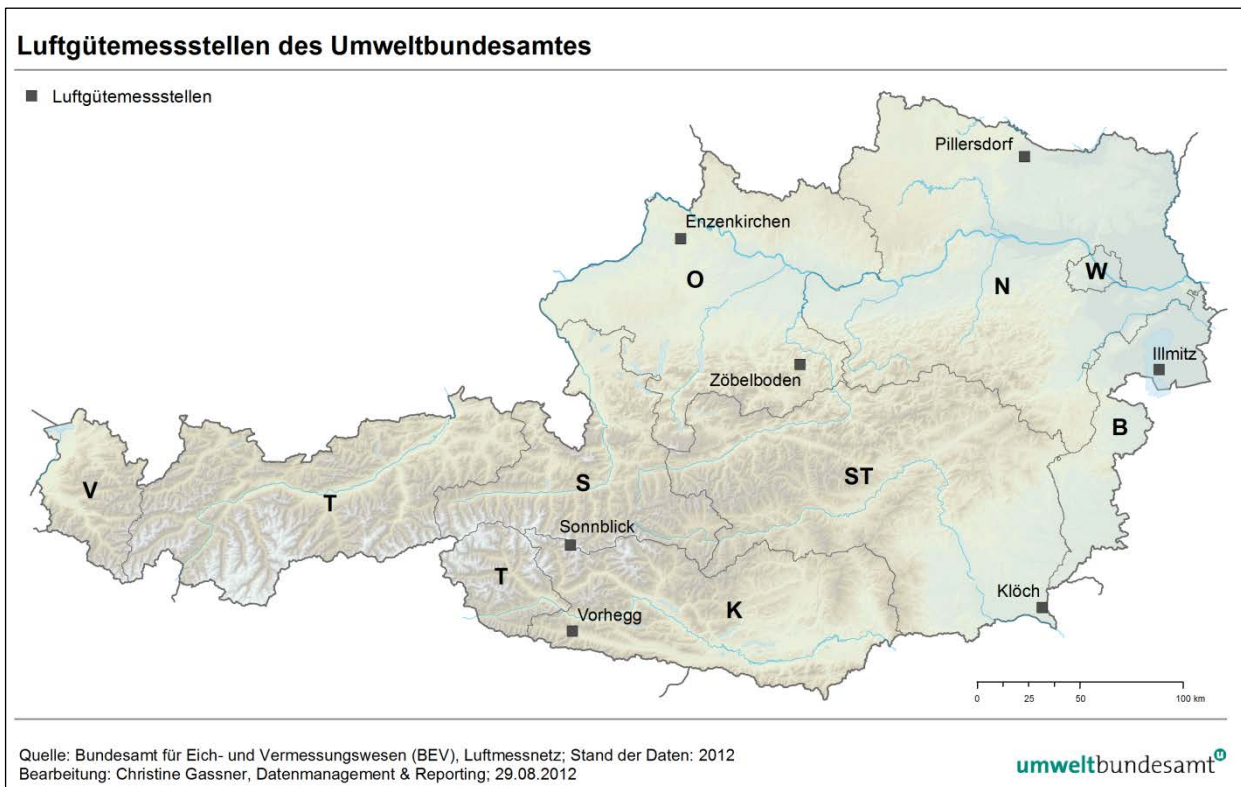 Luftgütemessstellen des Umweltbundesamtes
Luftgütemessstellen
Pillersdorf
Enzenkirchen
O
N
W
Illmitz
Zöbelboden
B
V
T
S
ST
Sonnblick
T
K
Klöch
Vorhegg
0 25 50 100 km
Quelle: Bundesamt für Eich- und Vermessungswesen (BEV), Luftmessnetz; Stand der Daten: 2012
Bearbeitung: Christine Gassner, Datenmanagement & Reporting; 29.08.2012
umweltbundesamt u